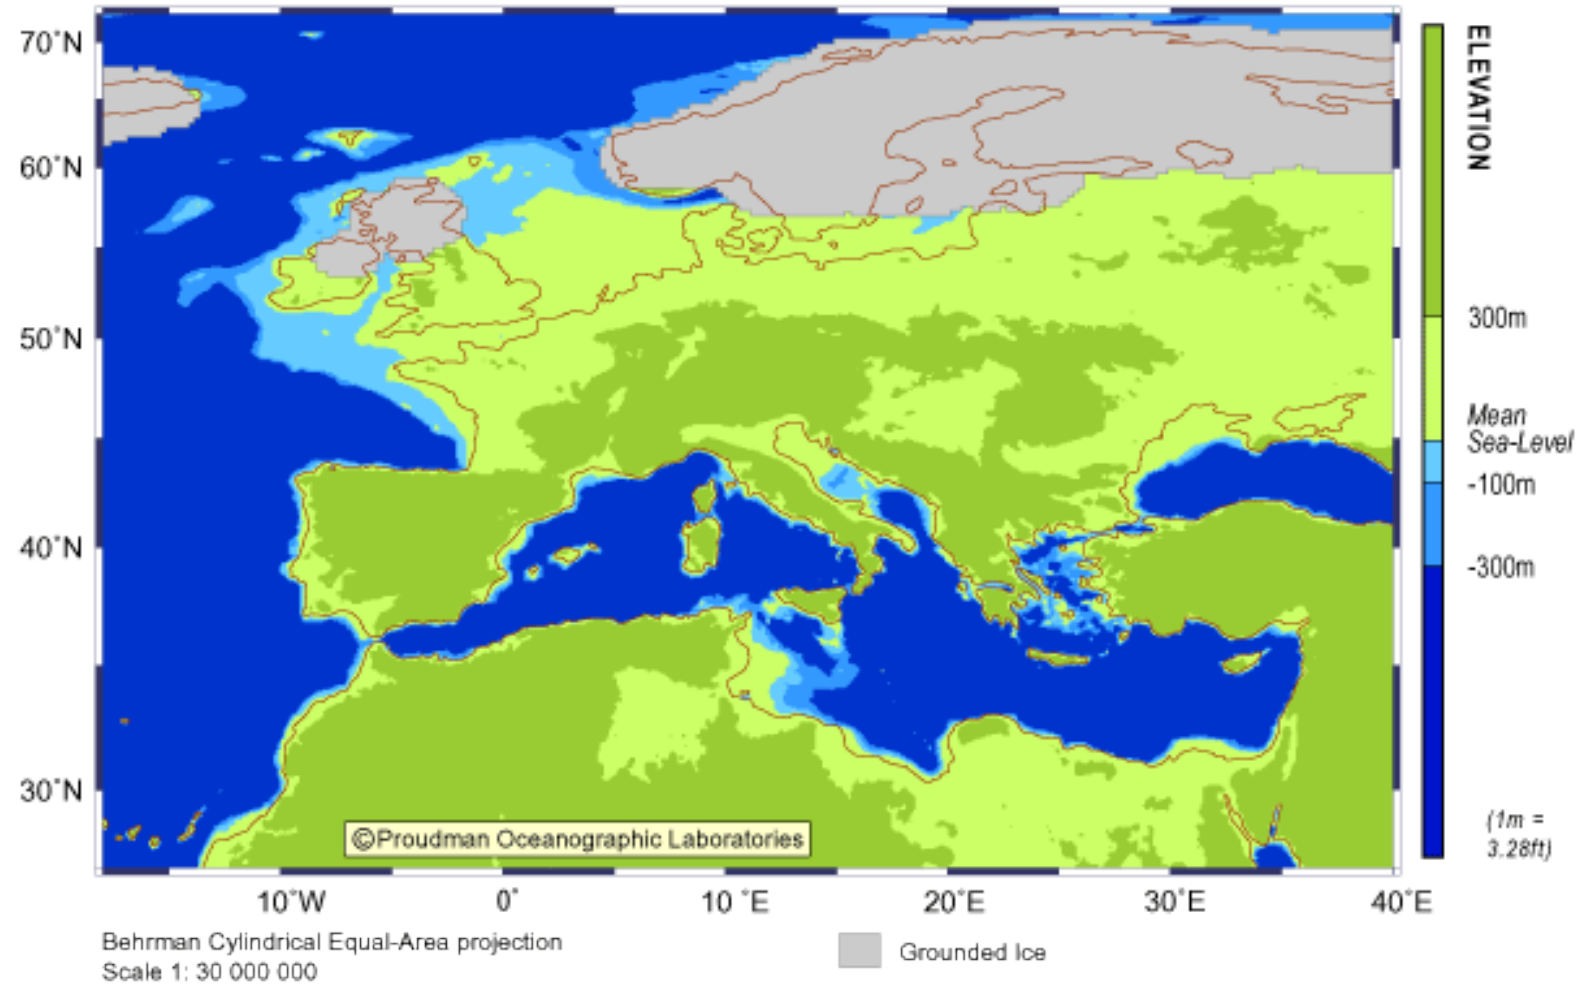 70°N
60°N
50°N
40°N
30°N
ELEVATION
300m
Mean
Sea-Level
-100m
-300m
(1m =
3.28ft)
©Proudman Oceanographic Laboratories
10°W
0°
10°E
20°E
30°E
40°E
Behrman Cylindrical Equal-Area projection
Scale 1: 30 000 000
Grounded Ice